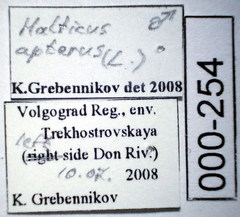 Halticus ♂
apterus (L.)
K.Grebennikov det 2008
Volgograd Reg., env.
Trekhostrovskaya
left
(right side Don Riv.)
10.07. 2008
K. Grebennikov
000-254